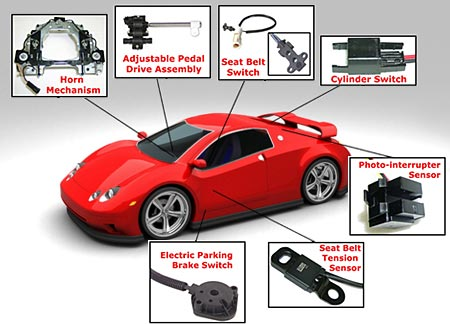 Horn
Mechanism
Adjustable Pedal
Drive Assembly
Seat Belt
Switch
Cylinder Switch
Photo-interrupter
Sensor
Electric Parking
Brake Switch
Seat Belt
Tension
Sensor